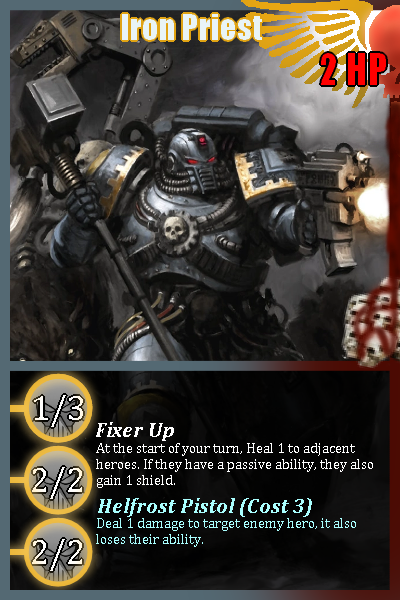 Iron Priest
2 HP
1/3
Fixer Up
At the start of your turn, Heal 1 to adjacent
heroes. If they have a passive ability, they also
gain 1 shield.
2/2
Helfrost Pistol (Cost 3)
Deal 1 damage to target enemy hero, it also
loses their ability.
2/2